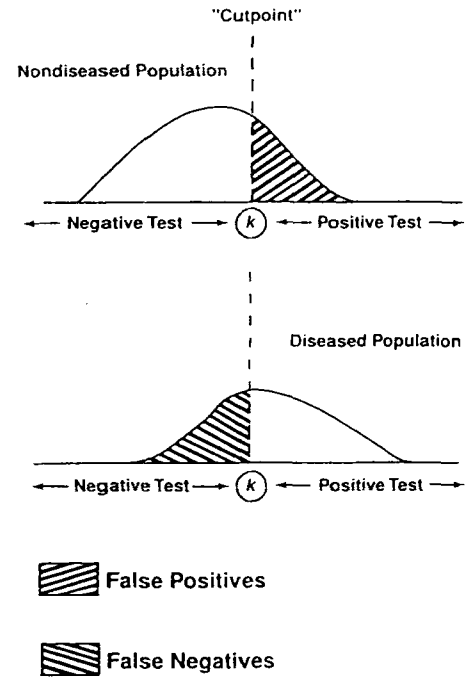 "Cutpoint"
Nondiseased Population
Negative Test k Positive Test
Diseased Population
Negative Test k Positive Test
False Positives
False Negatives